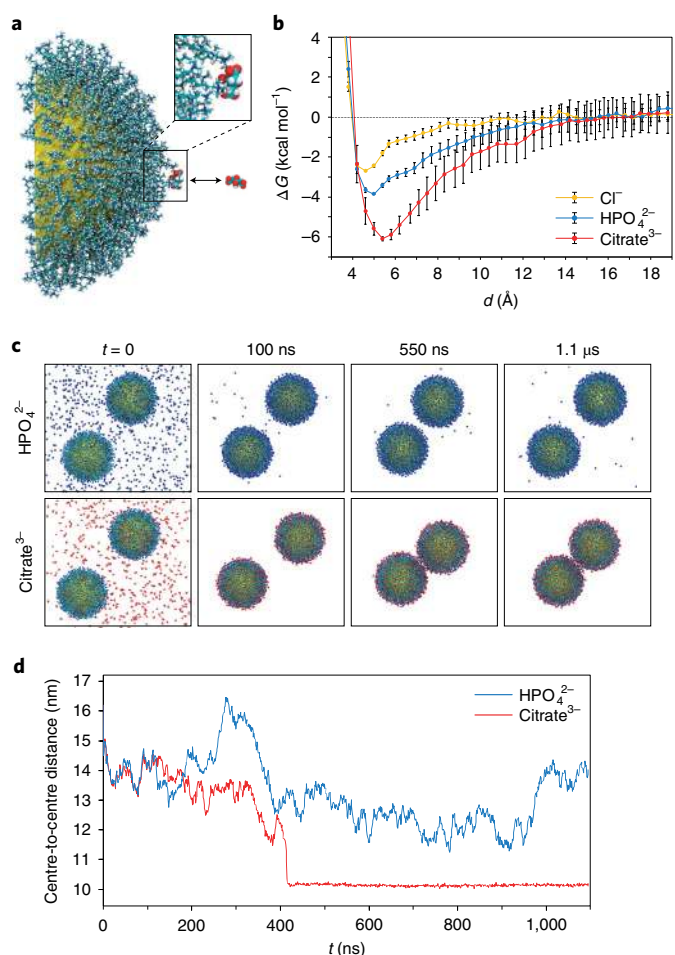 a
b
4
2
0
−2
−4
−6
ΔG (kcal mol⁻¹)
Cl⁻
HPO₄²⁻
Citrate³⁻
4 6 8 10 12 14 16 18
d (Å)
c
t = 0 100 ns 550 ns 1.1 µs
HPO₄²⁻
Citrate³⁻
d
17
16
15
14
13
12
11
10
Centre-to-centre distance (nm)
HPO₄²⁻
Citrate³⁻
0 200 400 600 800 1,000
t (ns)